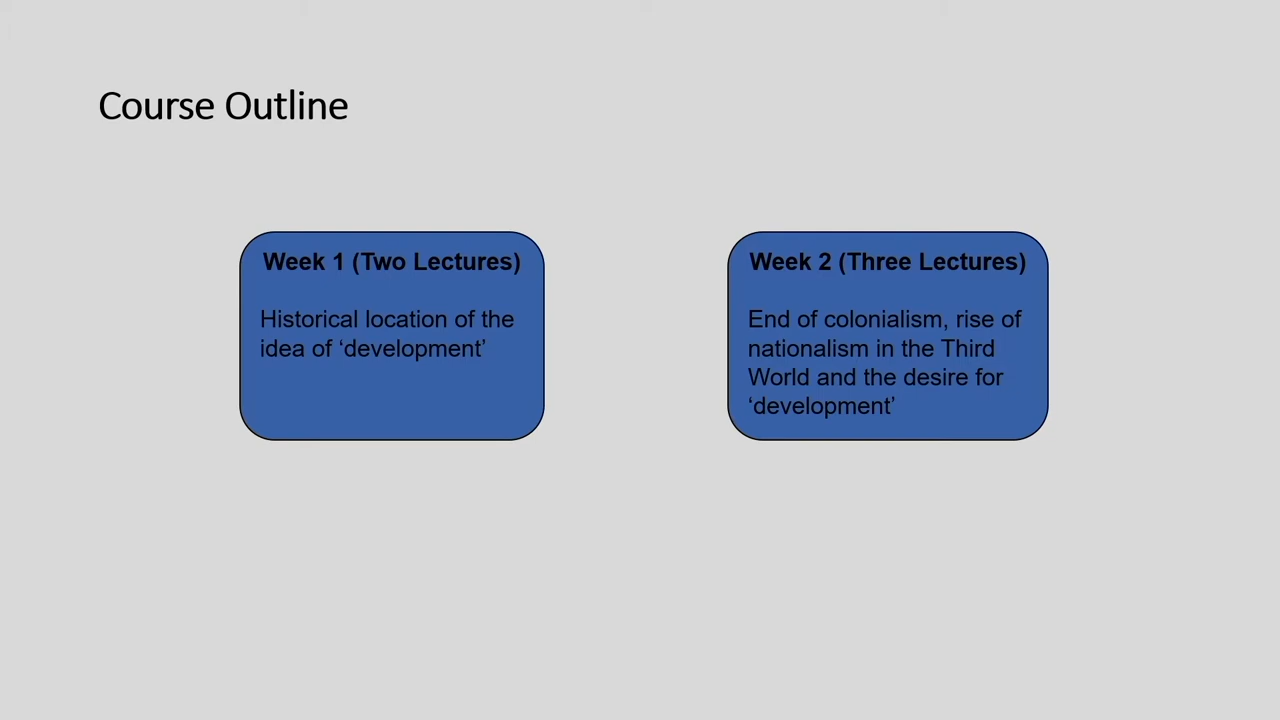 Course Outline
Week 1 (Two Lectures)
Historical location of the
idea of ‘development’
Week 2 (Three Lectures)
End of colonialism, rise of
nationalism in the Third
World and the desire for
‘development’